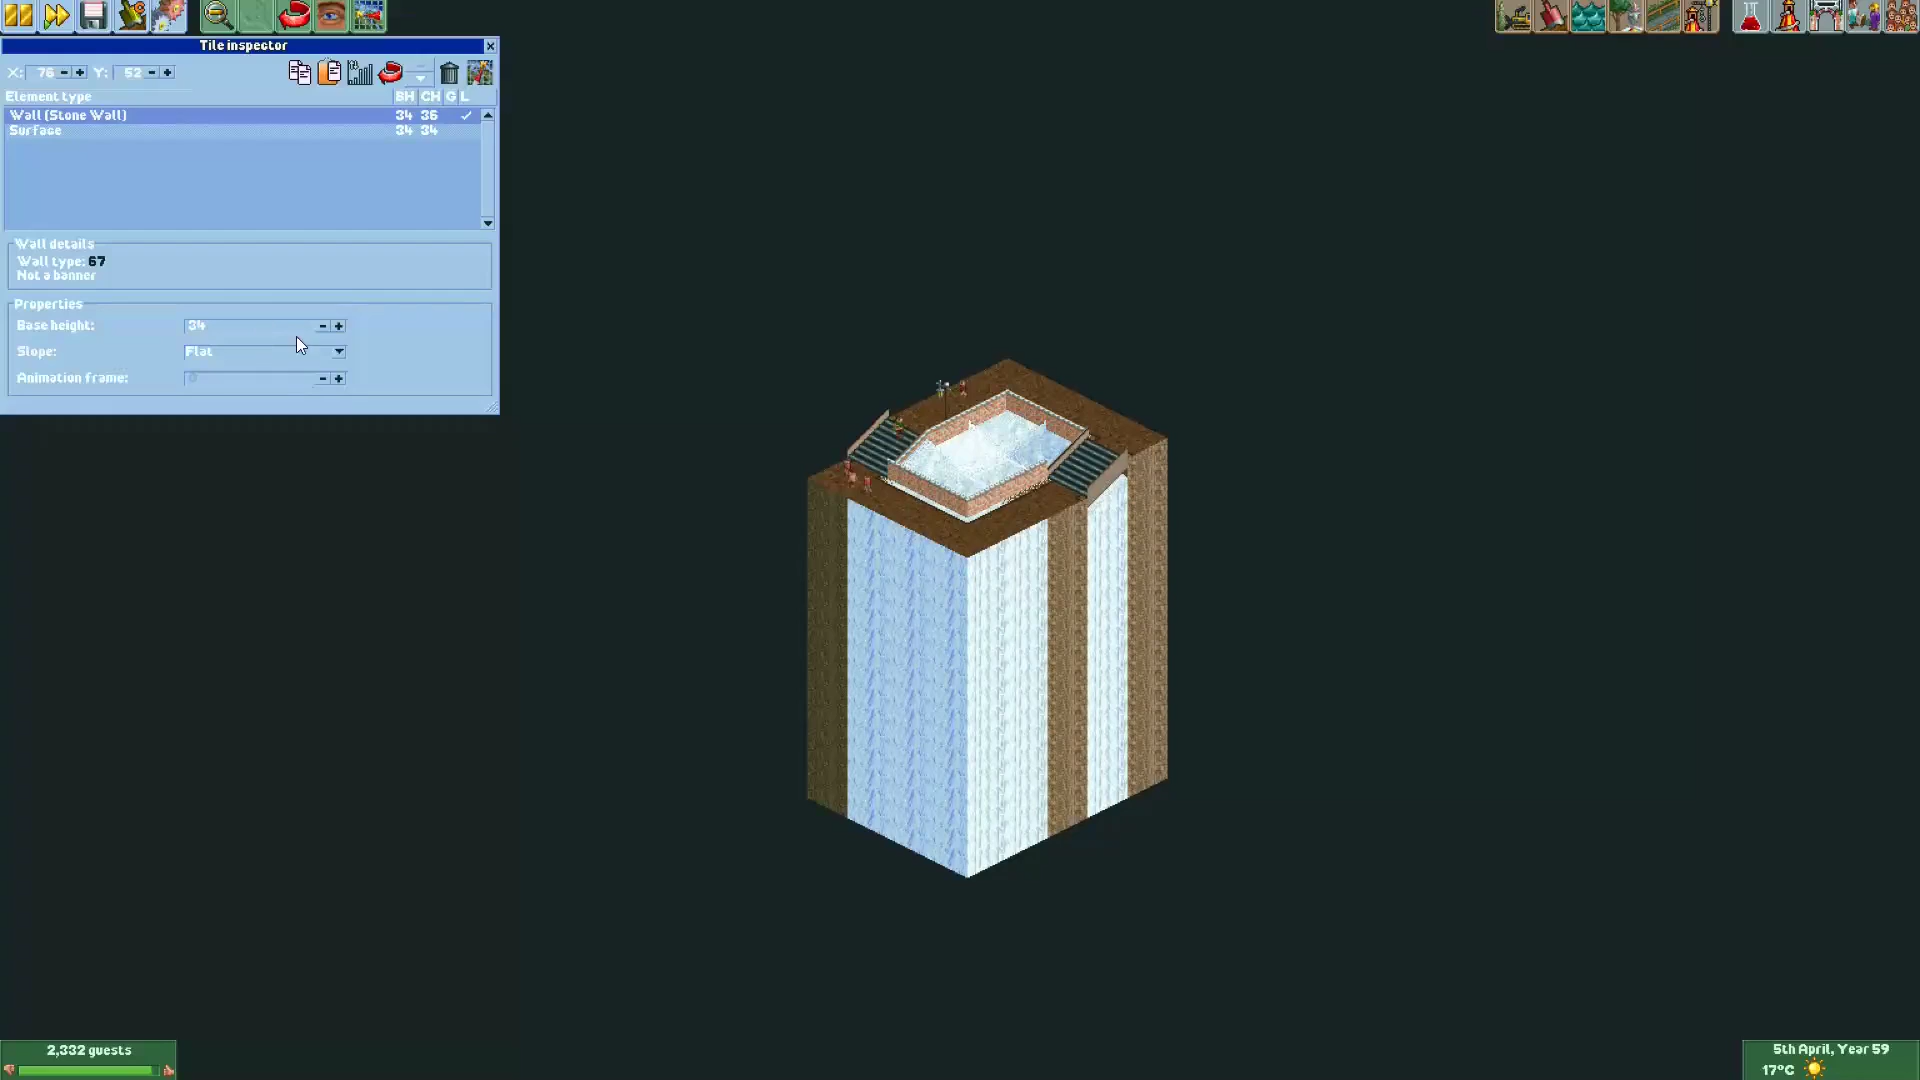 Tile inspector
X: 76 - + Y: 52 - +
Element type BH CH G L
Wall (Stone Wall) 34 36 ✓
Surface 34 34
Wall details
Wall type: 67
Not a banner
Properties
Base height: 34 - +
Slope: Flat
Animation frame: 0 - +
2,332 guests
5th April, Year 59
17°C